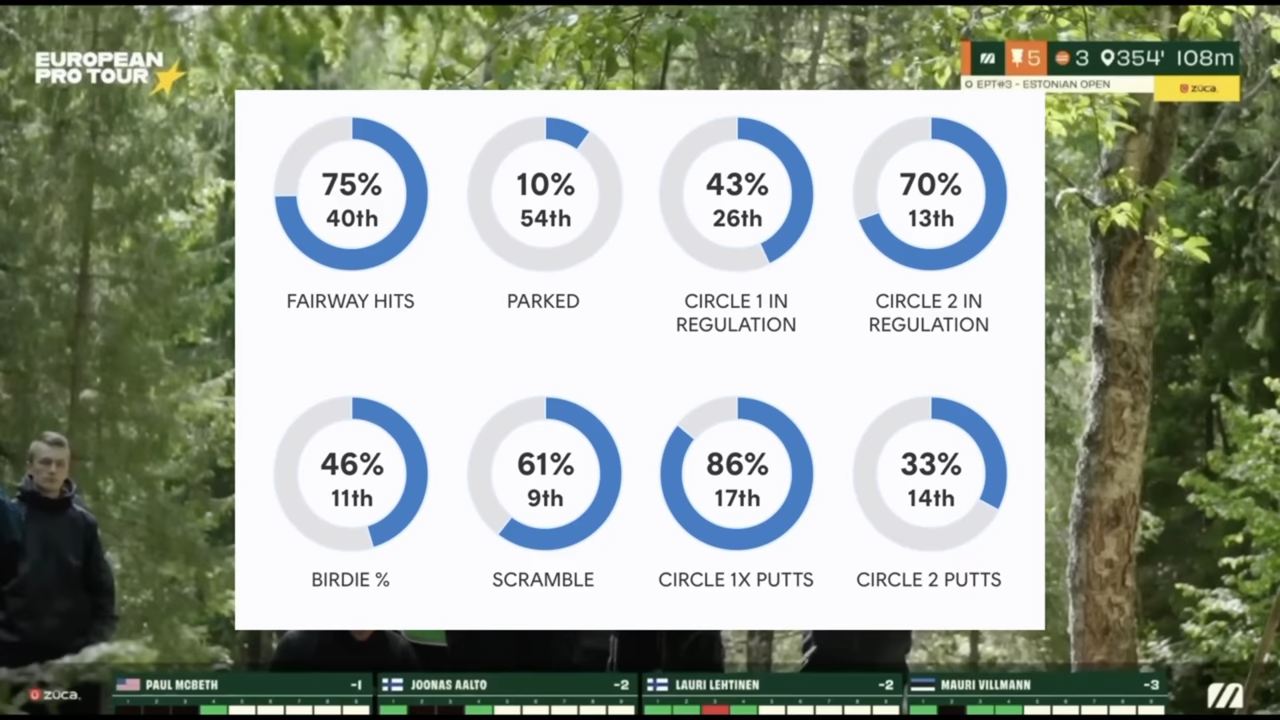 EUROPEAN
PRO TOUR
5 3 354' 108m
EPT#3 - ESTONIAN OPEN
züca.
75%
40th
FAIRWAY HITS
10%
54th
PARKED
43%
26th
CIRCLE 1 IN
REGULATION
70%
13th
CIRCLE 2 IN
REGULATION
46%
11th
BIRDIE %
61%
9th
SCRAMBLE
86%
17th
CIRCLE 1X PUTTS
33%
14th
CIRCLE 2 PUTTS
züca.
PAUL MCBETH -1
JOONAS AALTO -2
LAURI LEHTINEN -2
MAURI VILLMANN -3